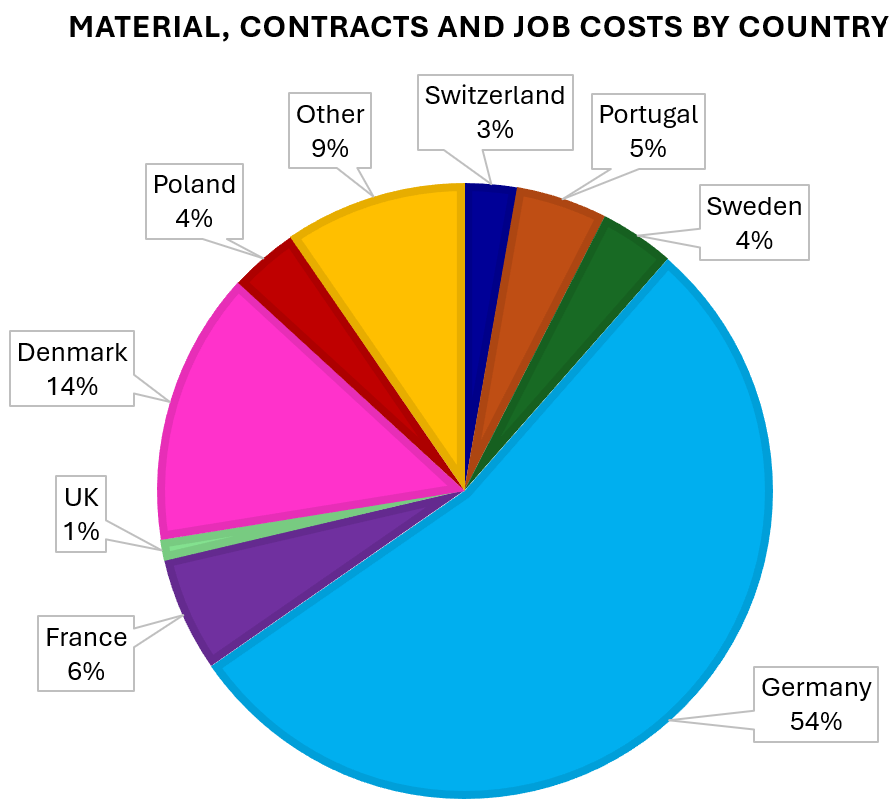 MATERIAL, CONTRACTS AND JOB COSTS BY COUNTRY
Switzerland
3%
Portugal
5%
Sweden
4%
Germany
54%
France
6%
UK
1%
Denmark
14%
Poland
4%
Other
9%